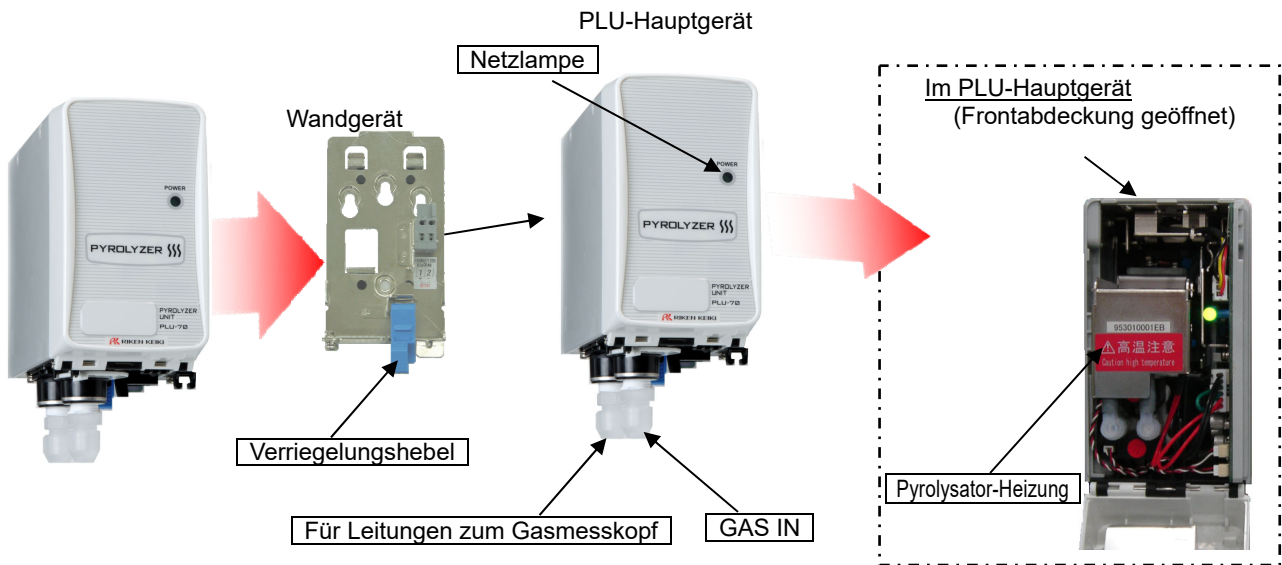 PLU-Hauptgerät
Netzlampe
Im PLU-Hauptgerät
(Frontabdeckung geöffnet)
Wandgerät
POWER
PYROLYZER
PYROLYZER
UNIT
PLU-70
RIKEN KEIKI
1 2
POWER
PYROLYZER
PYROLYZER
UNIT
PLU-70
RIKEN KEIKI
953010001EB
高温注意
Caution high temperature
Verriegelungshebel
Pyrolysator-Heizung
Für Leitungen zum Gasmesskopf
GAS IN